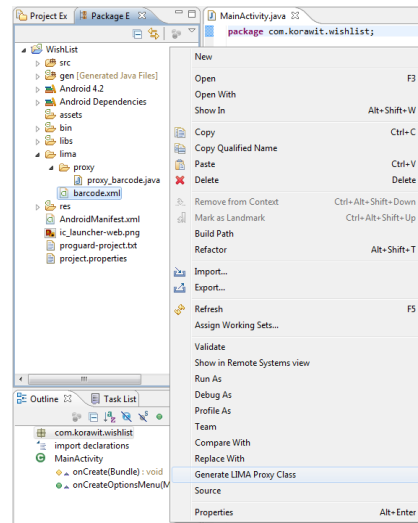 Project Ex
Package E
WishList
src
gen [Generated Java Files]
Android 4.2
Android Dependencies
assets
bin
libs
lima
proxy
proxy_barcode.java
barcode.xml
res
AndroidManifest.xml
ic_launcher-web.png
proguard-project.txt
project.properties
MainActivity.java
package com.korawit.wishlist;
New
Open F3
Open With
Show In Alt+Shift+W
Copy Ctrl+C
Copy Qualified Name
Paste Ctrl+V
Delete Delete
Remove from Context Ctrl+Alt+Shift+Down
Mark as Landmark Ctrl+Alt+Shift+Up
Build Path
Refactor Alt+Shift+T
Import...
Export...
Refresh F5
Assign Working Sets...
Validate
Show in Remote Systems view
Run As
Debug As
Profile As
Team
Compare With
Replace With
Generate LIMA Proxy Class
Source
Properties Alt+Enter
Outline
Task List
com.korawit.wishlist
import declarations
MainActivity
onCreate(Bundle) : void
onCreateOptionsMenu(M